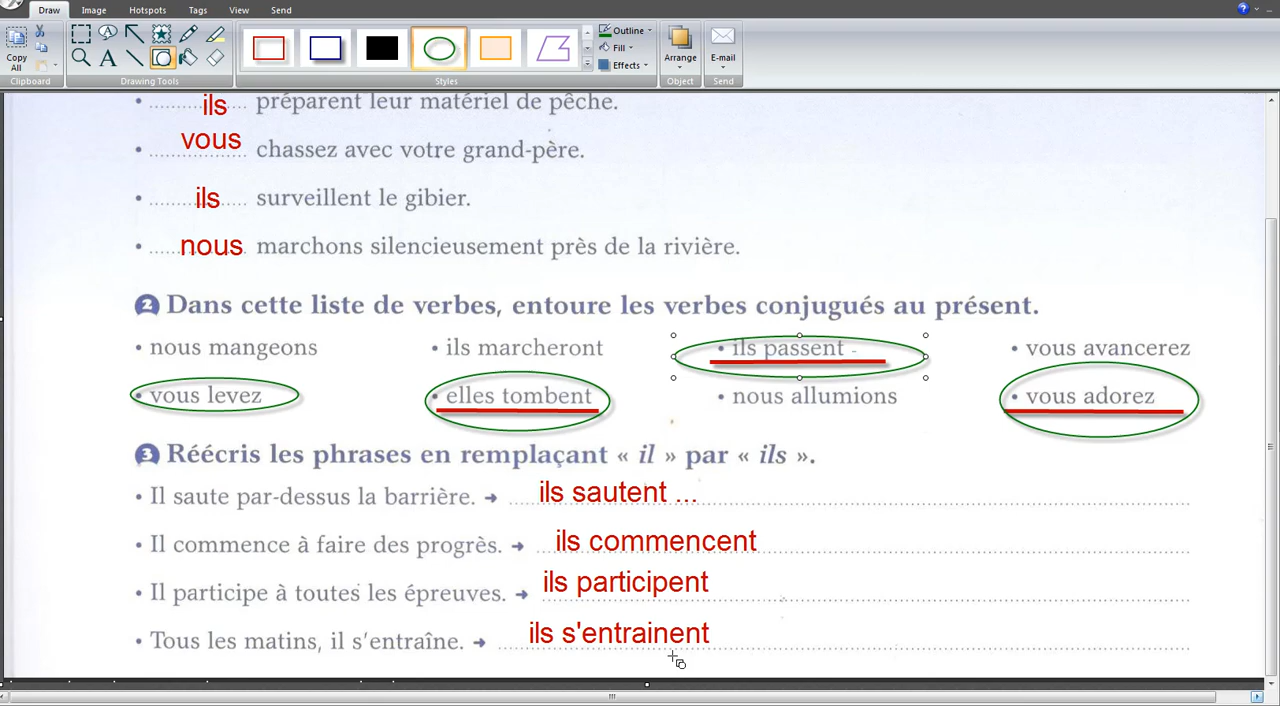 Draw Image Hotspots Tags View Send
Copy All
Outline
Fill
Effects
Arrange
E-mail
Clipboard Drawing Tools Styles Object Send
• ils préparent leur matériel de pêche.
• vous chassez avec votre grand-père.
• ils surveillent le gibier.
• nous marchons silencieusement près de la rivière.
2 Dans cette liste de verbes, entoure les verbes conjugués au présent.
• nous mangeons • ils marcheront • ils passent • vous avancerez
• vous levez • elles tombent • nous allumions • vous adorez
3 Réécris les phrases en remplaçant « il » par « ils ».
• Il saute par-dessus la barrière. ➜ ils sautent ...
• Il commence à faire des progrès. ➜ ils commencent
• Il participe à toutes les épreuves. ➜ ils participent
• Tous les matins, il s'entraîne. ➜ ils s'entrainent